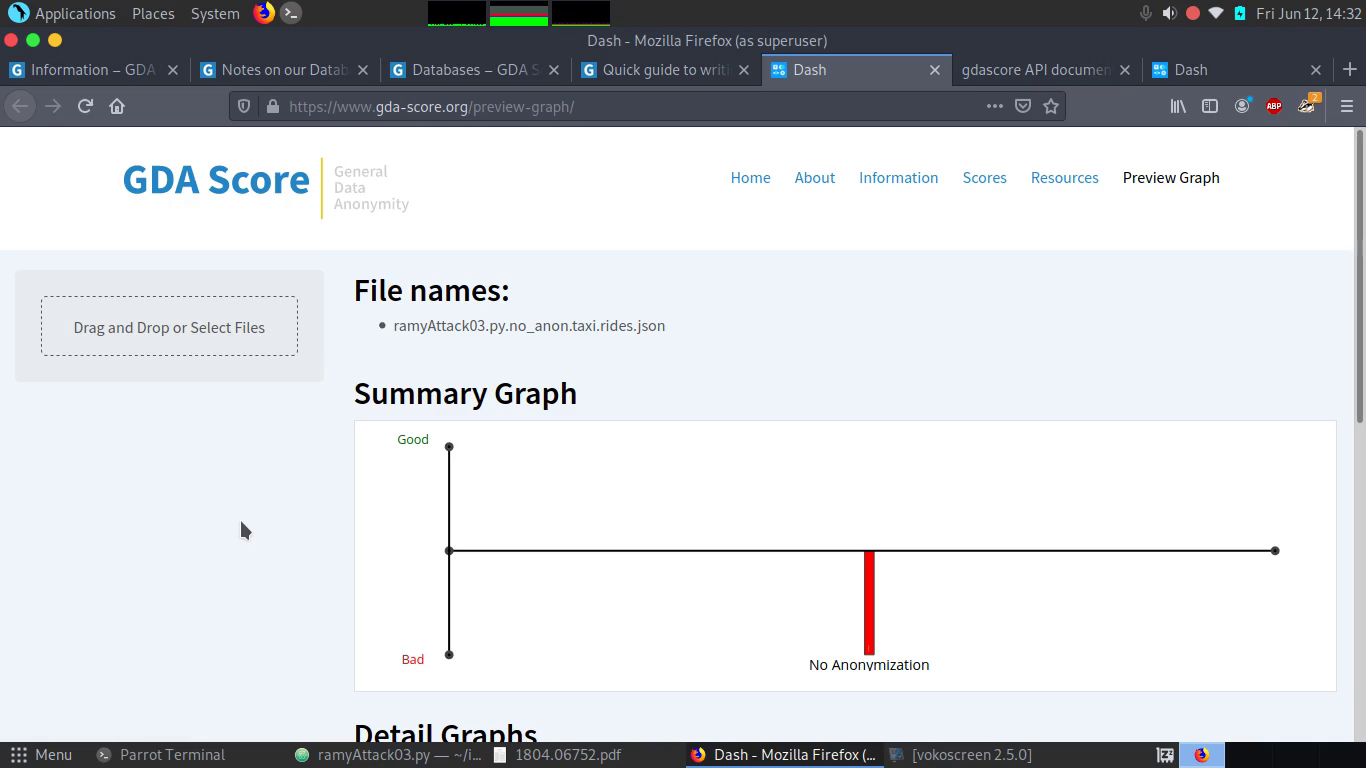 Applications Places System Fri Jun 12, 14:32
Dash - Mozilla Firefox (as superuser)
Information – GDA Notes on our Datab Databases – GDA S Quick guide to writi Dash gdascore API documen Dash
https://www.gda-score.org/preview-graph/ ABP 2
GDA Score
General
Data
Anonymity
Home About Information Scores Resources Preview Graph
Drag and Drop or Select Files
File names:
ramyAttack03.py.no_anon.taxi.rides.json
Summary Graph
Good
Bad
No Anonymization
Detail Graphs
Menu Parrot Terminal ramyAttack03.py — ~/i... 1804.06752.pdf Dash - Mozilla Firefox (... [vokoscreen 2.5.0]